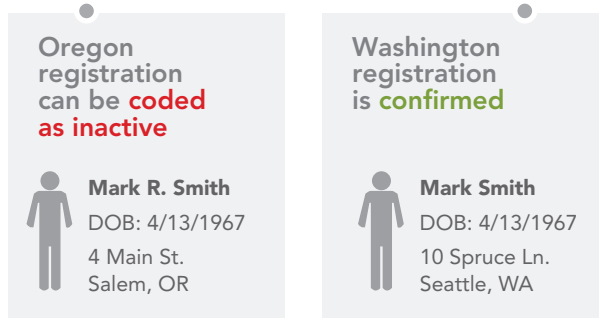 Oregon
registration
can be coded
as inactive
Mark R. Smith
DOB: 4/13/1967
4 Main St.
Salem, OR
Washington
registration
is confirmed
Mark Smith
DOB: 4/13/1967
10 Spruce Ln.
Seattle, WA